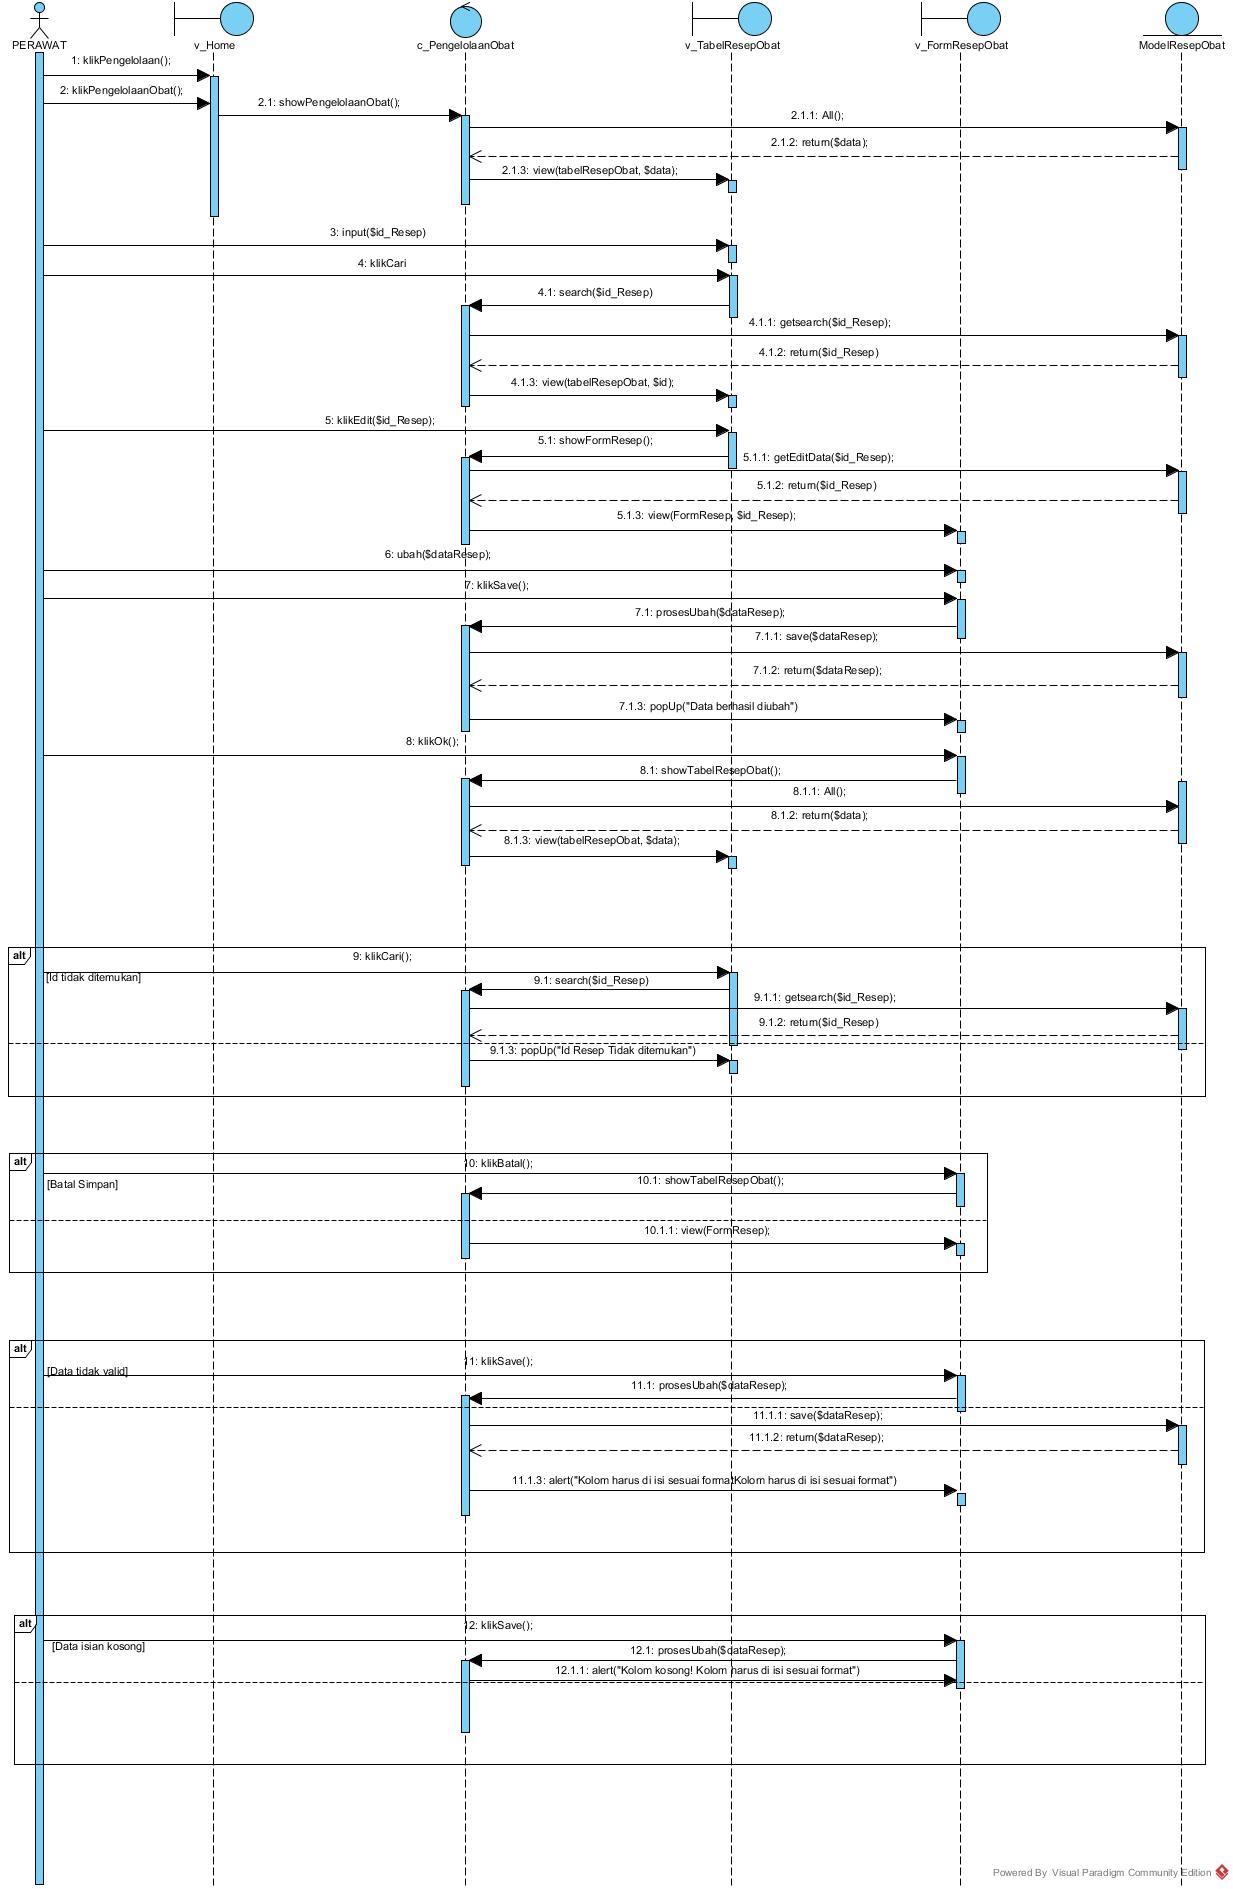 PERAWAT
v_Home
c_PengelolaanObat
v_TabelResepObat
v_FormResepObat
ModelResepObat
1: klikPengelolaan();
2: klikPengelolaanObat();
2.1: showPengelolaanObat();
2.1.1: All();
2.1.2: return($data);
2.1.3: view(tabelResepObat, $data);
3: input($id_Resep)
4: klikCari
4.1: search($id_Resep)
4.1.1: getsearch($id_Resep);
4.1.2: return($id_Resep)
4.1.3: view(tabelResepObat, $id);
5: klikEdit($id_Resep);
5.1: showFormResep();
5.1.1: getEditData($id_Resep);
5.1.2: return($id_Resep)
5.1.3: view(FormResep, $id_Resep);
6: ubah($dataResep);
7: klikSave();
7.1: prosesUbah($dataResep);
7.1.1: save($dataResep);
7.1.2: return($dataResep);
7.1.3: popUp("Data berhasil diubah")
8: klikOk();
8.1: showTabelResepObat();
8.1.1: All();
8.1.2: return($data);
8.1.3: view(tabelResepObat, $data);
alt
9: klikCari();
[Id tidak ditemukan]
9.1: search($id_Resep)
9.1.1: getsearch($id_Resep);
9.1.2: return($id_Resep)
9.1.3: popUp("Id Resep Tidak ditemukan")
alt
10: klikBatal();
[Batal Simpan]
10.1: showTabelResepObat();
10.1.1: view(FormResep);
alt
11: klikSave();
[Data tidak valid]
11.1: prosesUbah($dataResep);
11.1.1: save($dataResep);
11.1.2: return($dataResep);
11.1.3: alert("Kolom harus di isi sesuai formatKolom harus di isi sesuai format")
alt
12: klikSave();
[Data isian kosong]
12.1: prosesUbah($dataResep);
12.1.1: alert("Kolom kosong! Kolom harus di isi sesuai format")
Powered By Visual Paradigm Community Edition